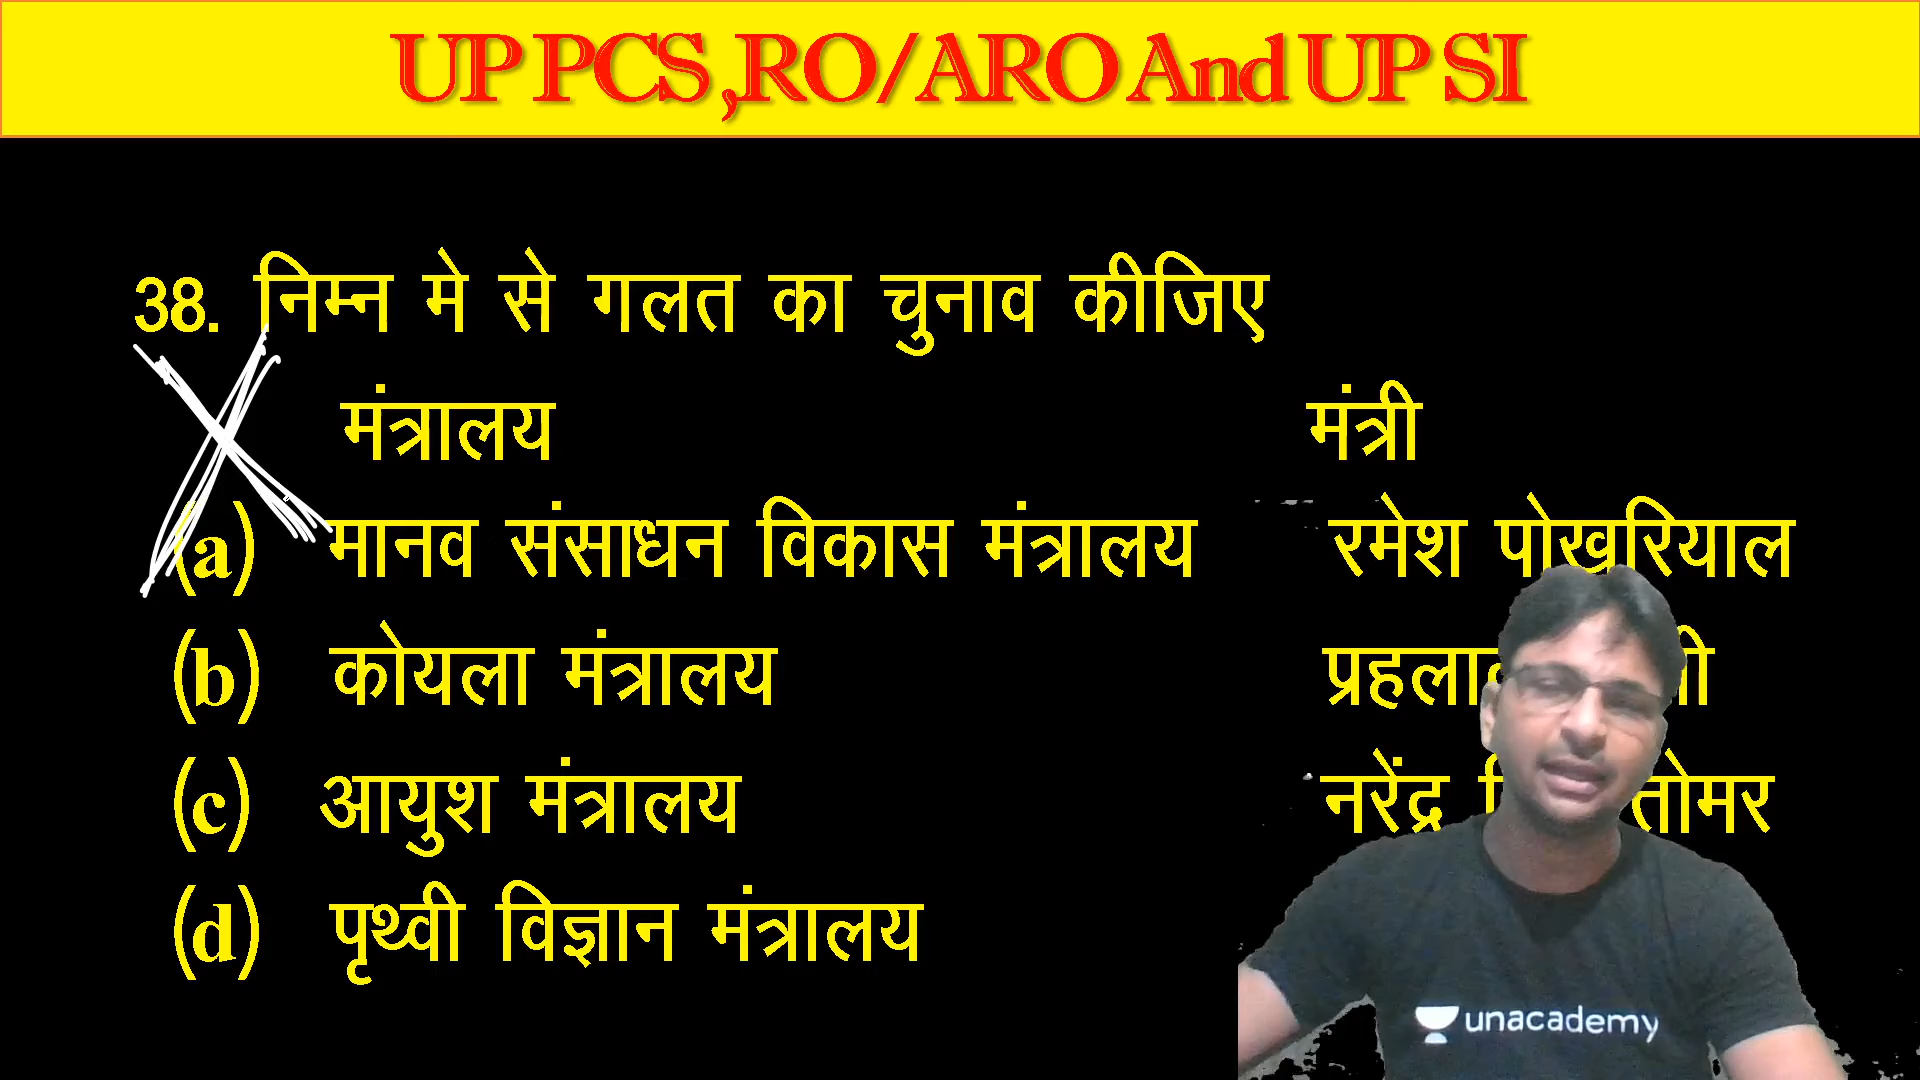 UP PCS ,RO/ARO And UP SI
38. निम्न मे से गलत का चुनाव कीजिए
मंत्रालय मंत्री
(a) मानव संसाधन विकास मंत्रालय रमेश पोखरियाल
(b) कोयला मंत्रालय
(c) आयुश मंत्रालय नरेंद्र तोमर
(d) पृथ्वी विज्ञान मंत्रालय
unacademy